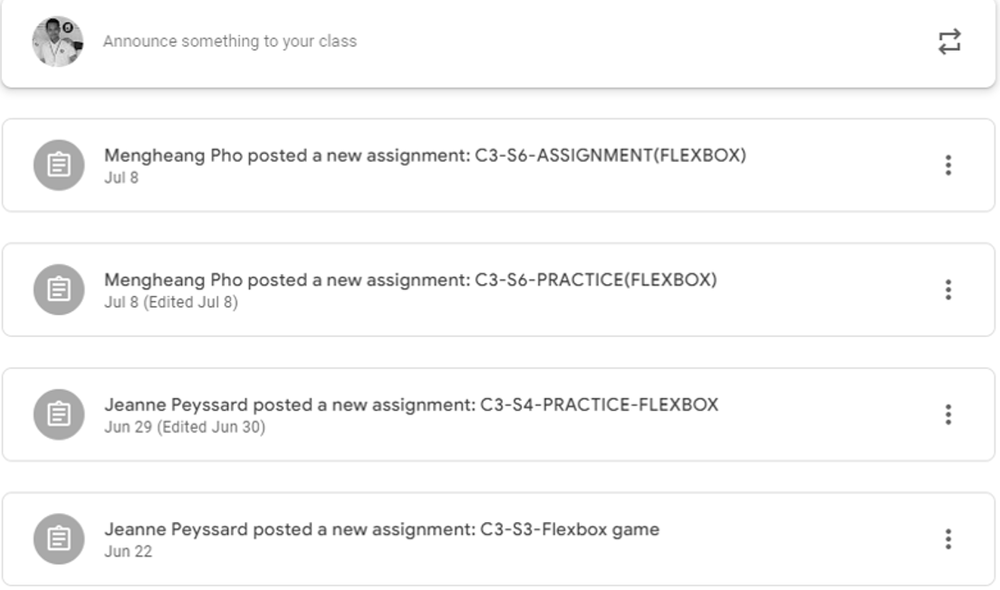 Announce something to your class
Mengheang Pho posted a new assignment: C3-S6-ASSIGNMENT(FLEXBOX)
Jul 8
Mengheang Pho posted a new assignment: C3-S6-PRACTICE(FLEXBOX)
Jul 8 (Edited Jul 8)
Jeanne Peyssard posted a new assignment: C3-S4-PRACTICE-FLEXBOX
Jun 29 (Edited Jun 30)
Jeanne Peyssard posted a new assignment: C3-S3-Flexbox game
Jun 22